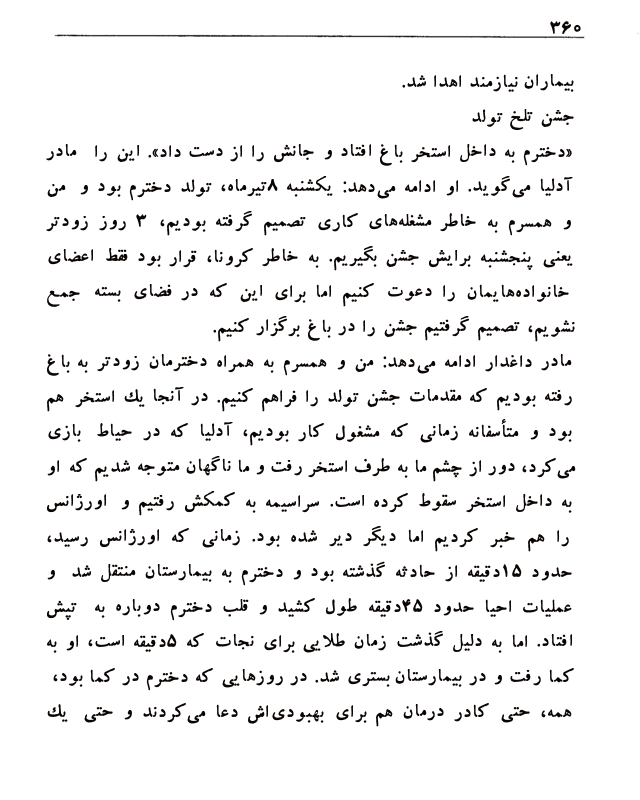 ۳۶۰
بیماران نیازمند اهدا شد.
جشن تلخ تولد
«دخترم به داخل استخر باغ افتاد و جانش را از دست داد». این را مادر
آدلیا می‌گوید. او ادامه می‌دهد: یکشنبه ۸تیرماه، تولد دخترم بود و من
و همسرم به خاطر مشغله‌های کاری تصمیم گرفته بودیم، ۳ روز زودتر
یعنی پنجشنبه برایش جشن بگیریم. به خاطر کرونا، قرار بود فقط اعضای
خانواده‌هایمان را دعوت کنیم اما برای این که در فضای بسته جمع
نشویم، تصمیم گرفتیم جشن را در باغ برگزار کنیم.
مادر داغدار ادامه می‌دهد: من و همسرم به همراه دخترمان زودتر به باغ
رفته بودیم که مقدمات جشن تولد را فراهم کنیم. در آنجا یك استخر هم
بود و متأسفانه زمانی که مشغول کار بودیم، آدلیا که در حیاط بازی
می‌کرد، دور از چشم ما به طرف استخر رفت و ما ناگهان متوجه شدیم که او
به داخل استخر سقوط کرده است. سراسیمه به کمکش رفتیم و اورژانس
را هم خبر کردیم اما دیگر دیر شده بود. زمانی که اورژانس رسید،
حدود ۱۵دقیقه از حادثه گذشته بود و دخترم به بیمارستان منتقل شد و
عملیات احیا حدود ۴۵دقیقه طول کشید و قلب دخترم دوباره به تپش
افتاد. اما به دلیل گذشت زمان طلایی برای نجات که ۵دقیقه است، او به
کما رفت و در بیمارستان بستری شد. در روزهایی که دخترم در کما بود،
همه، حتی کادر درمان هم برای بهبودی‌اش دعا می‌کردند و حتی یك